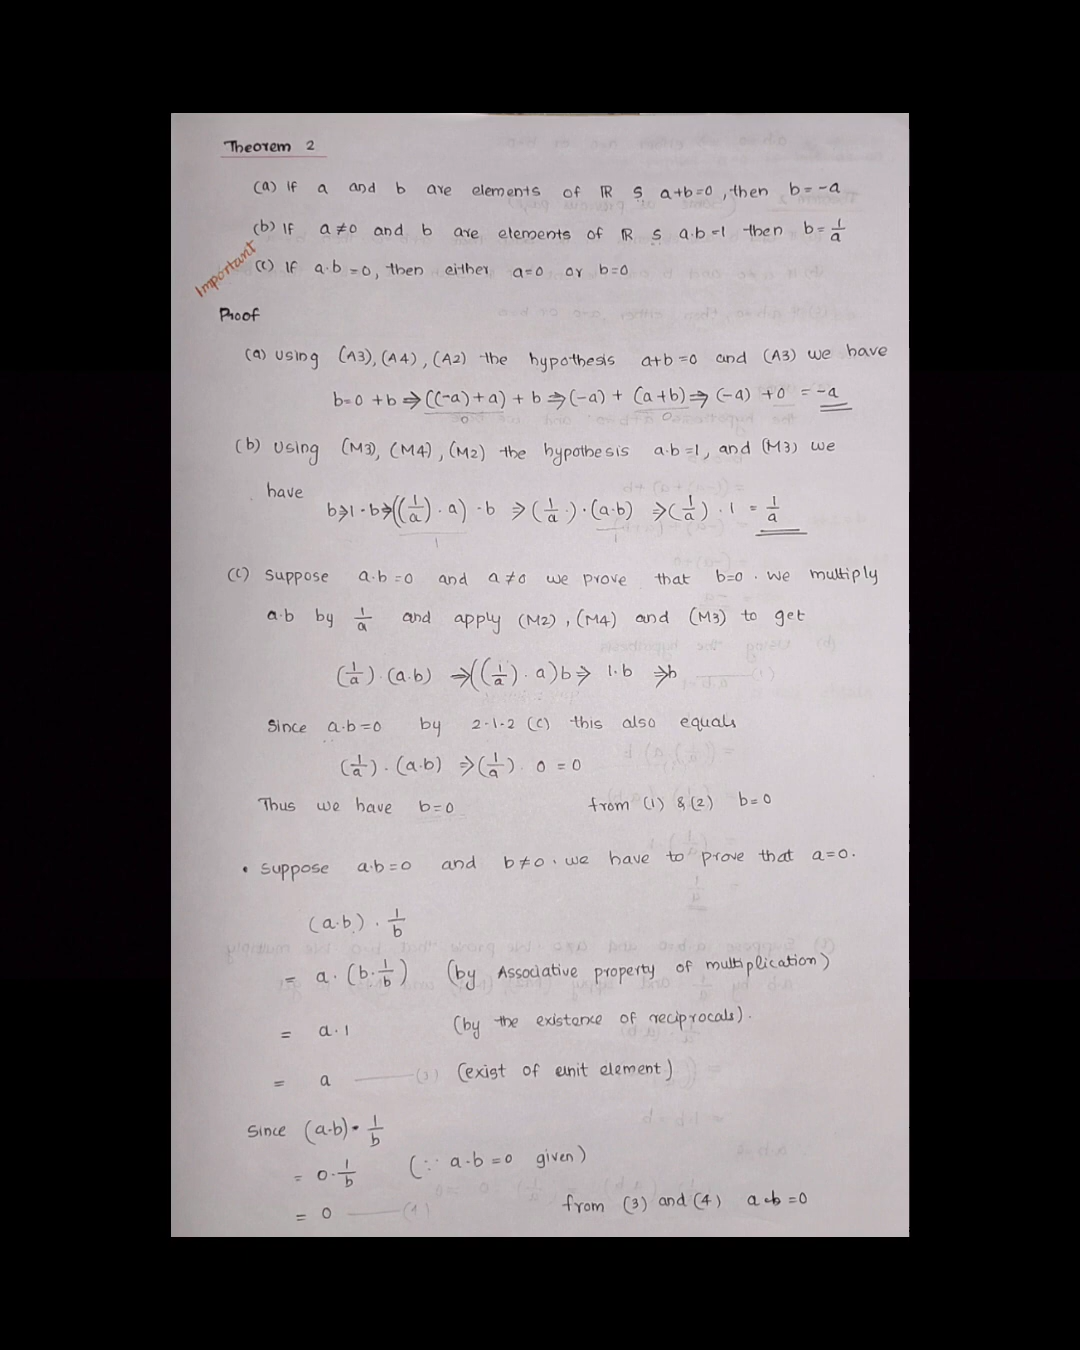 Theorem 2
(a) If a and b are elements of ℝ S a+b=0, then b=-a
(b) If a≠0 and b are elements of ℝ S a·b=1 then b=1/a
Important
(c) If a·b=0, then either a=0 or b=0
Proof
(a) Using (A3), (A4), (A2) the hypothesis a+b=0 and (A3) we have
b=0+b ⇒ ((-a)+a)+b ⇒ (-a)+(a+b) ⇒ (-a)+0 = -a
0 0
(b) Using (M3), (M4), (M2) the hypothesis a·b=1, and (M3) we
have
b⇒1·b⇒((1/a)·a)·b ⇒ (1/a)·(a·b) ⇒ (1/a)·1 = 1/a
1 1
(c) Suppose a·b=0 and a≠0 we prove that b=0. we multiply
a·b by 1/a and apply (M2), (M4) and (M3) to get
(1/a)·(a·b) ⇒ ((1/a)·a)b ⇒ 1·b ⇒ b
Since a·b=0 by 2·1·2 (c) this also equals
(1/a)·(a·b) ⇒ (1/a)·0 = 0
Thus we have b=0 from (1) & (2) b=0
• Suppose a·b=0 and b≠0. we have to prove that a=0.
(a·b)·1/b
= a·(b·1/b) (by Associative property of multiplication)
= a·1 (by the existence of reciprocals).
= a —— (3) (exist of unit element)
Since (a·b)·1/b
= 0·1/b (∵ a·b=0 given)
= 0 —— (4) from (3) and (4) a·b=0